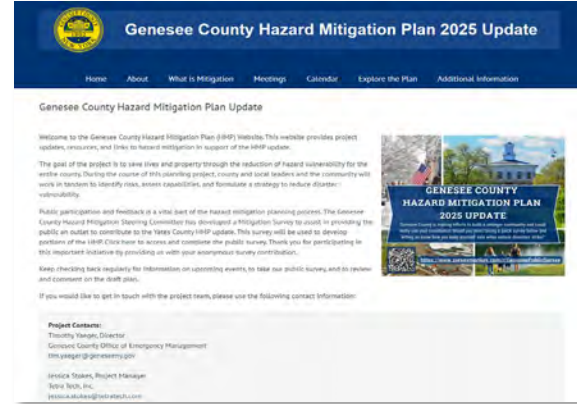 Genesee County Hazard Mitigation Plan 2025 Update
Home About What is Mitigation Meetings Calendar Explore the Plan Additional Information
Genesee County Hazard Mitigation Plan Update
Welcome to the Genesee County Hazard Mitigation Plan (HMP) Website. This website provides project
updates, resources, and links to hazard mitigation in support of the HMP update.
The goal of the project is to save lives and property through the reduction of hazard vulnerability for the
entire county. During the course of this planning project, county and local leaders and the community will
work in tandem to identify risks, assess capabilities, and formulate a strategy to reduce disaster
vulnerability.
Public participation and feedback is a vital part of the hazard mitigation planning process. The Genesee
County Hazard Mitigation Steering Committee has developed a Mitigation Survey to assist in providing the
public an outlet to contribute to the Yates County HMP update. This survey will be used to develop
portions of the HMP. Click here to access and complete the public survey. Thank you for participating in
this important initiative by providing us with your anonymous survey contribution.
Keep checking back regularly for information on upcoming events, to take our public survey, and to review
and comment on the draft plan.
If you would like to get in touch with the project team, please use the following contact information:
GENESEE COUNTY
HAZARD MITIGATION PLAN
2025 UPDATE
Project Contacts:
Timothy Yaeger, Director
Genesee County Office of Emergency Management
tim.yaeger@geneseeny.gov
Jessica Stokes, Project Manager
Tetra Tech, Inc.
jessica.stokes@tetratech.com